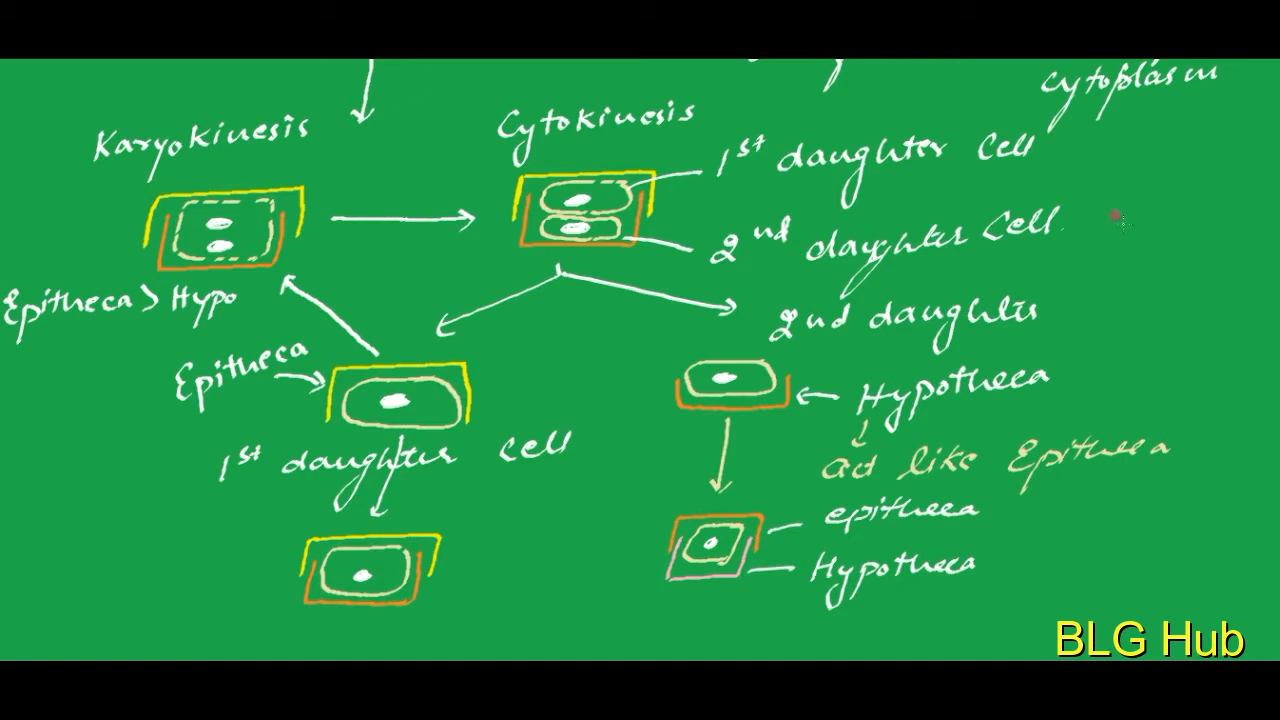 cytoplasm
Karyokinesis
Cytokinesis
1st daughter cell
2nd daughter cell.
Epitheca > Hypo
2nd daughter
Epitheca
Hypotheca
1st daughter cell
act like Epitheca
epitheca
Hypotheca
BLG Hub